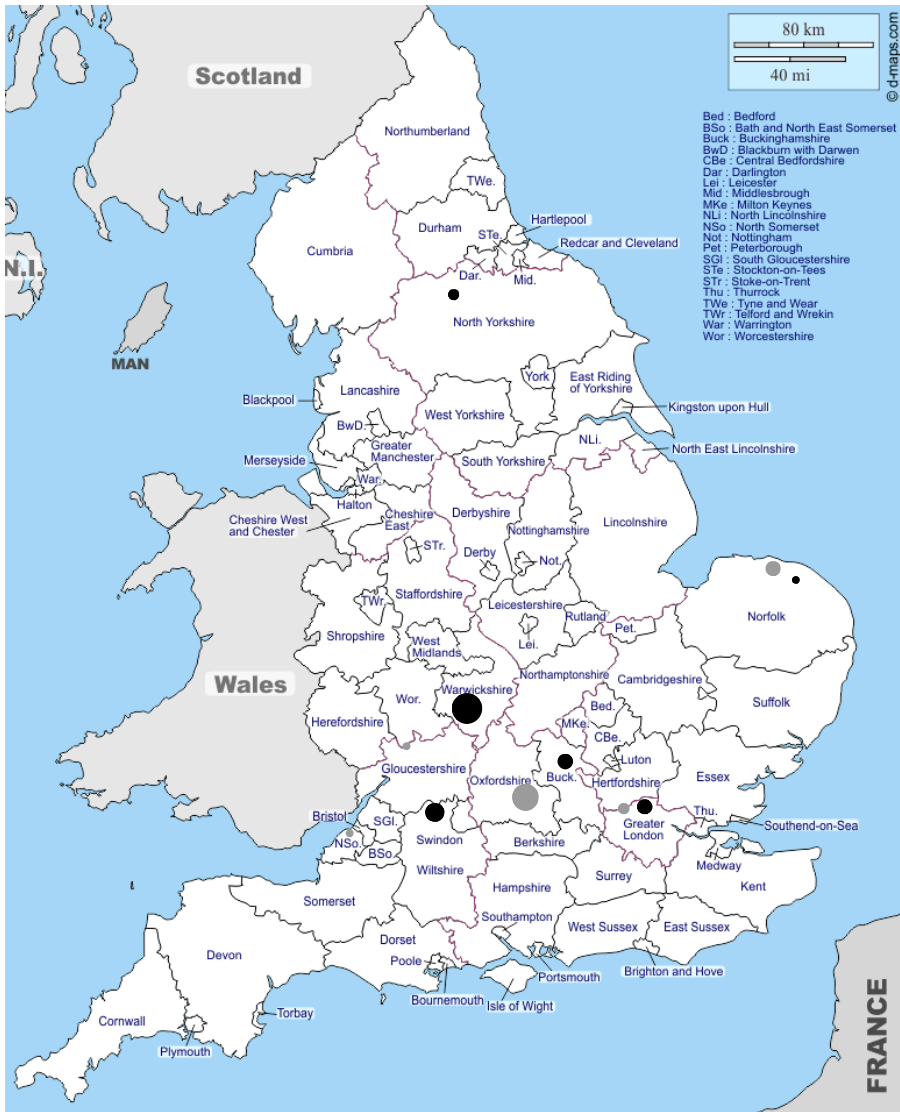 80 km
40 mi
© d-maps.com
Scotland
Northumberland
TWe.
Bed : Bedford
BSo : Bath and North East Somerset
Buck : Buckinghamshire
BwD : Blackburn with Darwen
CBe : Central Bedfordshire
Dar : Darlington
Lei : Leicester
Mid : Middlesbrough
MKe : Milton Keynes
NLi : North Lincolnshire
NSo : North Somerset
Not : Nottingham
Pet : Peterborough
SGl : South Gloucestershire
STe : Stockton-on-Tees
STr : Stoke-on-Trent
Thu : Thurrock
TWe : Tyne and Wear
TWr : Telford and Wrekin
War : Warrington
Wor : Worcestershire
Hartlepool
Durham
STe.
Redcar and Cleveland
Cumbria
N.I.
Dar.
Mid.
North Yorkshire
MAN
York
East Riding
of Yorkshire
Lancashire
Blackpool
West Yorkshire
Kingston upon Hull
BwD.
NLi.
Greater
Manchester
North East Lincolnshire
Merseyside
South Yorkshire
War.
Halton
Cheshire West
and Chester
Cheshire
East
Derbyshire
Nottinghamshire
Lincolnshire
STr.
Derby
Not.
TWr.
Staffordshire
Leicestershire
Rutland
Norfolk
Shropshire
Lei.
Pet.
West
Midlands
Wales
Warwickshire
Northamptonshire
Cambridgeshire
Suffolk
Wor.
Herefordshire
Bed.
MKe.
CBe.
Luton
Gloucestershire
Oxfordshire
Buck.
Hertfordshire
Essex
Bristol
SGl.
Thu.
Greater
London
Southend-on-Sea
NSo.
BSo.
Swindon
Berkshire
Medway
Wiltshire
Surrey
Kent
Hampshire
Somerset
Southampton
West Sussex
East Sussex
Dorset
Devon
Poole
Portsmouth
Brighton and Hove
Bournemouth
Isle of Wight
Torbay
Cornwall
Plymouth
FRANCE